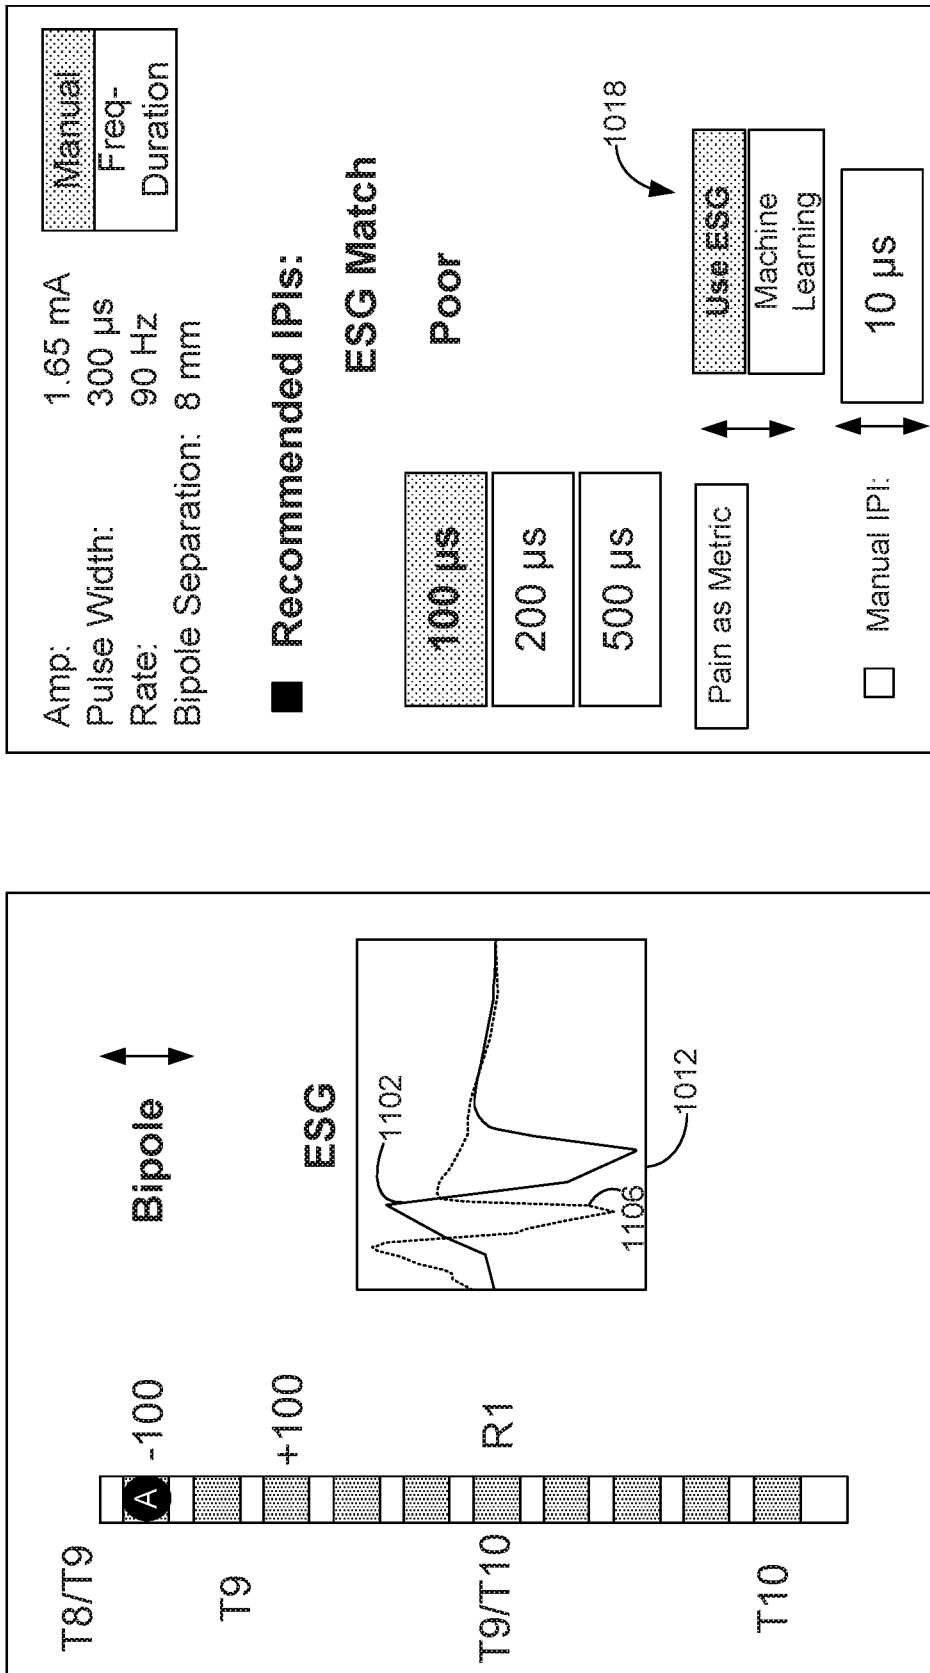 T8/T9
T9
T9/T10
T10
A
-100
+100
R1
Bipole
ESG
1102
1106
1012
Amp: 1.65 mA
Pulse Width: 300 µs
Rate: 90 Hz
Bipole Separation: 8 mm
Manual
Freq-
Duration
Recommended IPIs:
ESG Match
100 µs
Poor
200 µs
500 µs
1018
Pain as Metric
Use ESG
Machine
Learning
Manual IPI:
10 µs